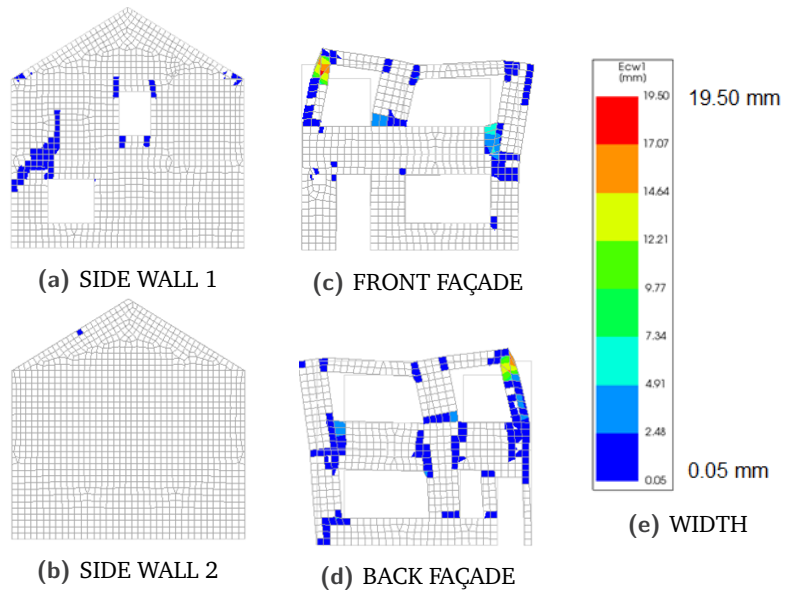 (a) SIDE WALL 1
(c) FRONT FAÇADE
(b) SIDE WALL 2
(d) BACK FAÇADE
Ecw1
(mm)
19.50
17.07
14.64
12.21
9.77
7.34
4.91
2.48
0.05
19.50 mm
0.05 mm
(e) WIDTH